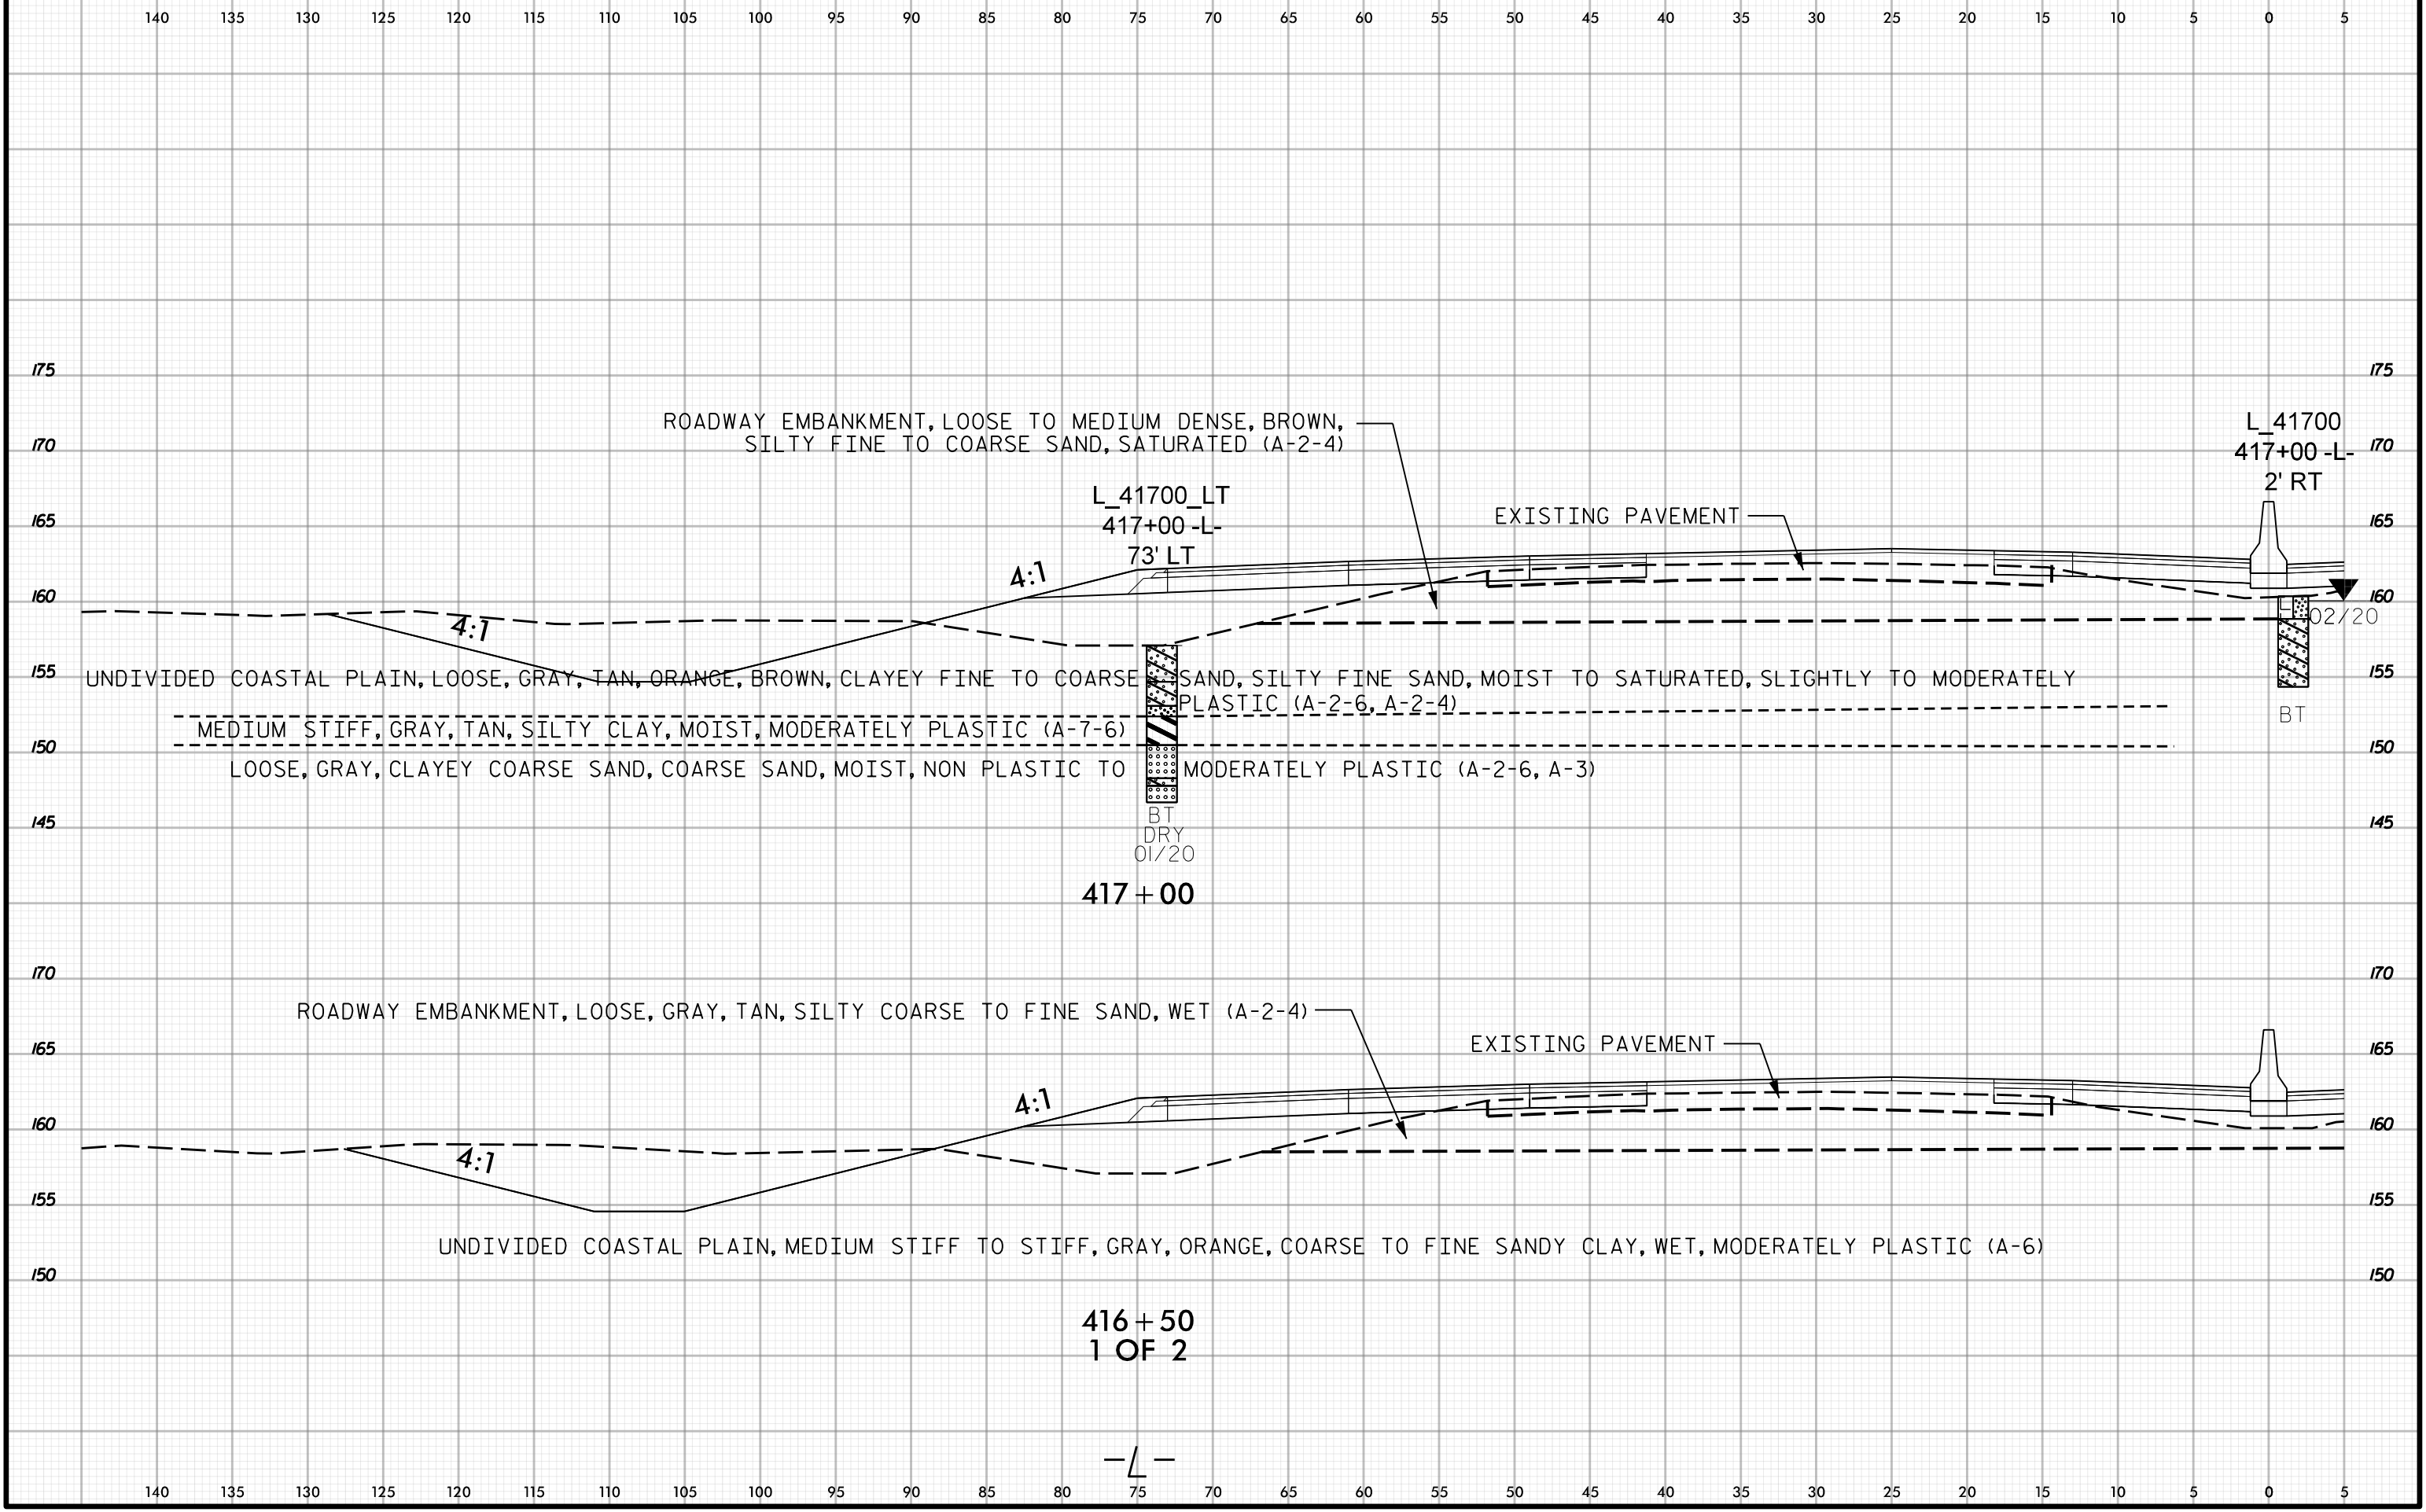 140 135 130 125 120 115 110 105 100 95 90 85 80 75 70 65 60 55 50 45 40 35 30 25 20 15 10 5 0 5
175 175
ROADWAY EMBANKMENT, LOOSE TO MEDIUM DENSE, BROWN,
SILTY FINE TO COARSE SAND, SATURATED (A-2-4)
L_41700
417+00 -L-
2' RT
170 170
L_41700_LT
417+00 -L-
73' LT
EXISTING PAVEMENT
165 165
4:1
160 160
02/20
4:1
155 155
UNDIVIDED COASTAL PLAIN, LOOSE, GRAY, TAN, ORANGE, BROWN, CLAYEY FINE TO COARSE SAND, SILTY FINE SAND, MOIST TO SATURATED, SLIGHTLY TO MODERATELY
PLASTIC (A-2-6, A-2-4)
BT
MEDIUM STIFF, GRAY, TAN, SILTY CLAY, MOIST, MODERATELY PLASTIC (A-7-6)
150 150
LOOSE, GRAY, CLAYEY COARSE SAND, COARSE SAND, MOIST, NON PLASTIC TO MODERATELY PLASTIC (A-2-6, A-3)
BT
DRY
01/20
145 145
417+00
170 170
ROADWAY EMBANKMENT, LOOSE, GRAY, TAN, SILTY COARSE TO FINE SAND, WET (A-2-4)
EXISTING PAVEMENT
165 165
4:1
160 160
4:1
155 155
UNDIVIDED COASTAL PLAIN, MEDIUM STIFF TO STIFF, GRAY, ORANGE, COARSE TO FINE SANDY CLAY, WET, MODERATELY PLASTIC (A-6)
150 150
416+50
1 OF 2
-L-
140 135 130 125 120 115 110 105 100 95 90 85 80 75 70 65 60 55 50 45 40 35 30 25 20 15 10 5 0 5